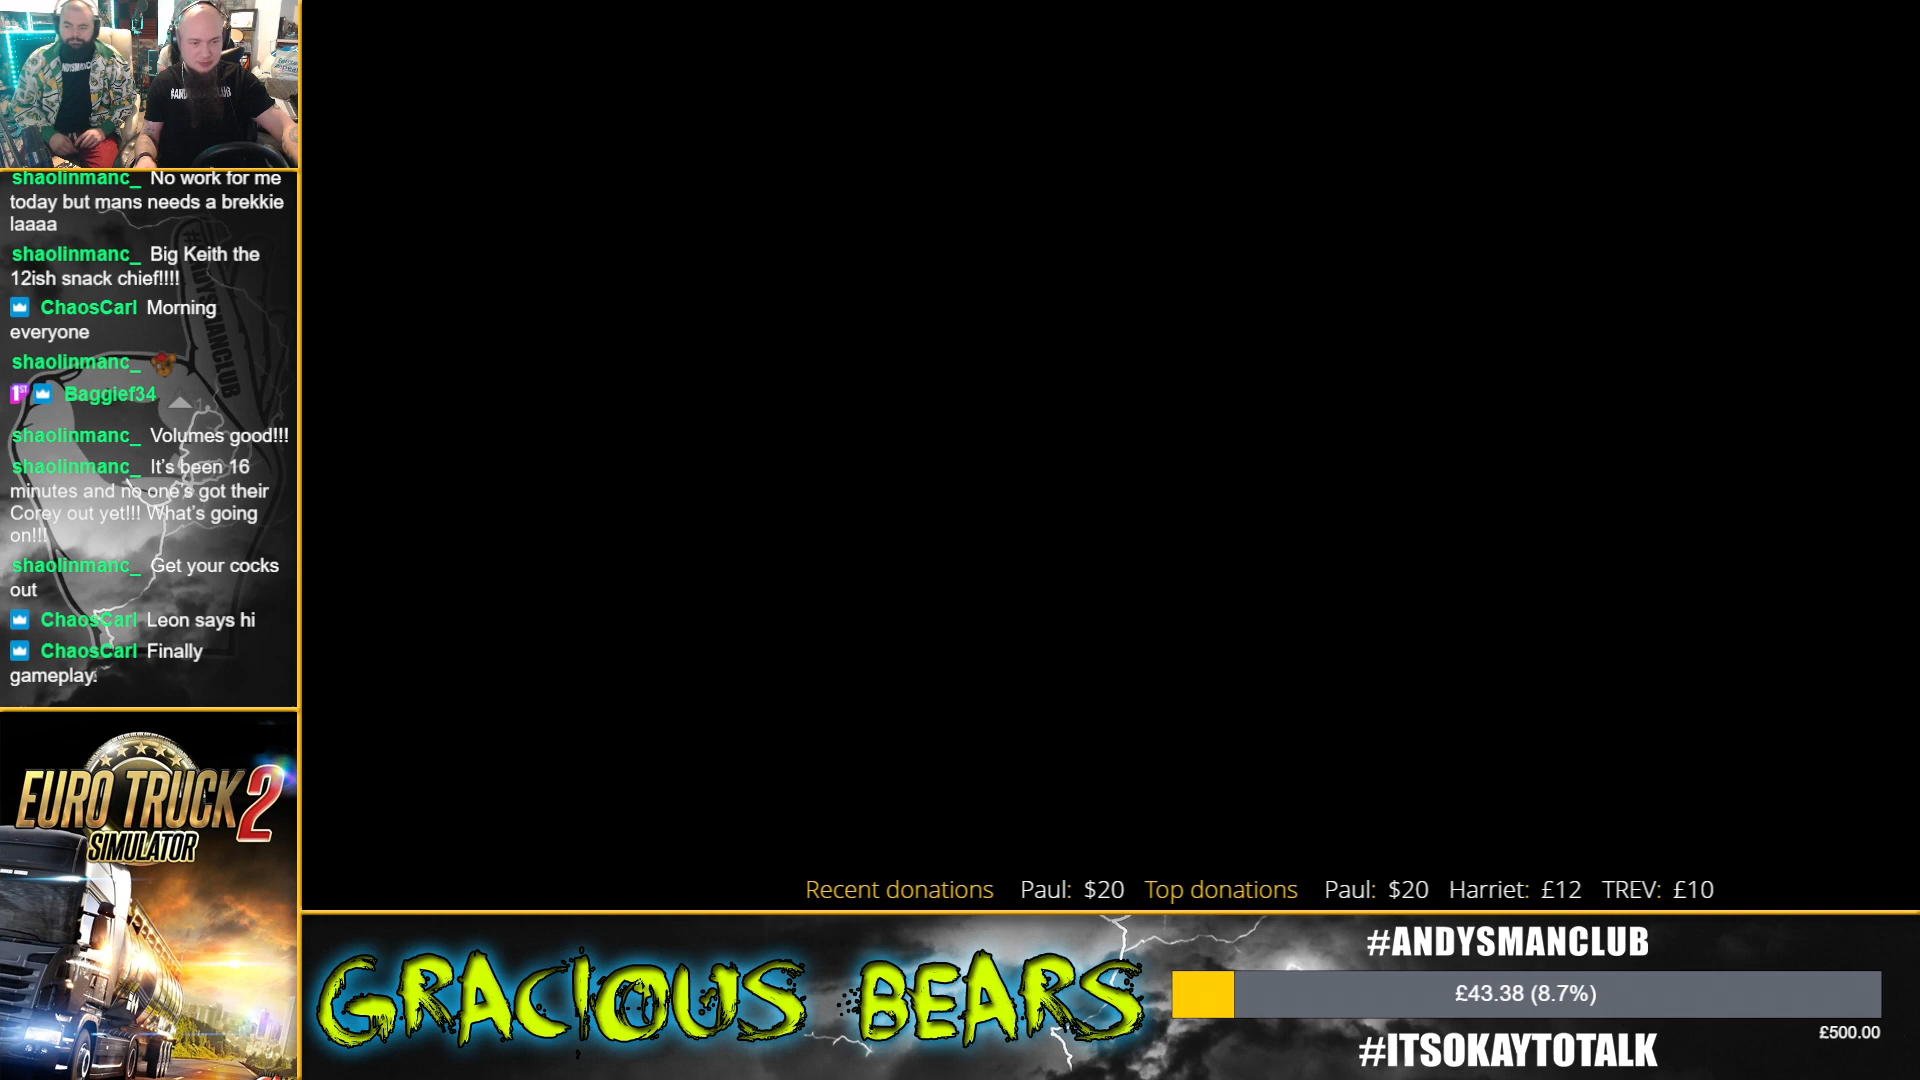 shaolinmanc_ No work for me
today but mans needs a brekkie
laaaa
shaolinmanc_ Big Keith the
12ish snack chief!!!!
ChaosCarl Morning
everyone
shaolinmanc_
1ST Baggief34
shaolinmanc_ Volumes good!!!
shaolinmanc_ It's been 16
minutes and no one's got their
Corey out yet!!! What's going
on!!!
shaolinmanc_ Get your cocks
out
ChaosCarl Leon says hi
ChaosCarl Finally
gameplay.
#ANDYSMANCLUB
EURO TRUCK 2
SIMULATOR
Recent donations Paul: $20 Top donations Paul: $20 Harriet: £12 TREV: £10
GRACIOUS BEARS
#ANDYSMANCLUB
£43.38 (8.7%)
£500.00
#ITSOKAYTOTALK